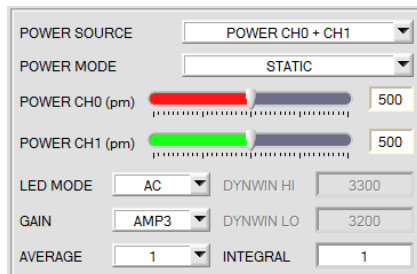 POWER SOURCE POWER CH0 + CH1
POWER MODE STATIC
POWER CH0 (pm) 500
POWER CH1 (pm) 500
LED MODE AC DYNWIN HI 3300
GAIN AMP3 DYNWIN LO 3200
AVERAGE 1 INTEGRAL 1